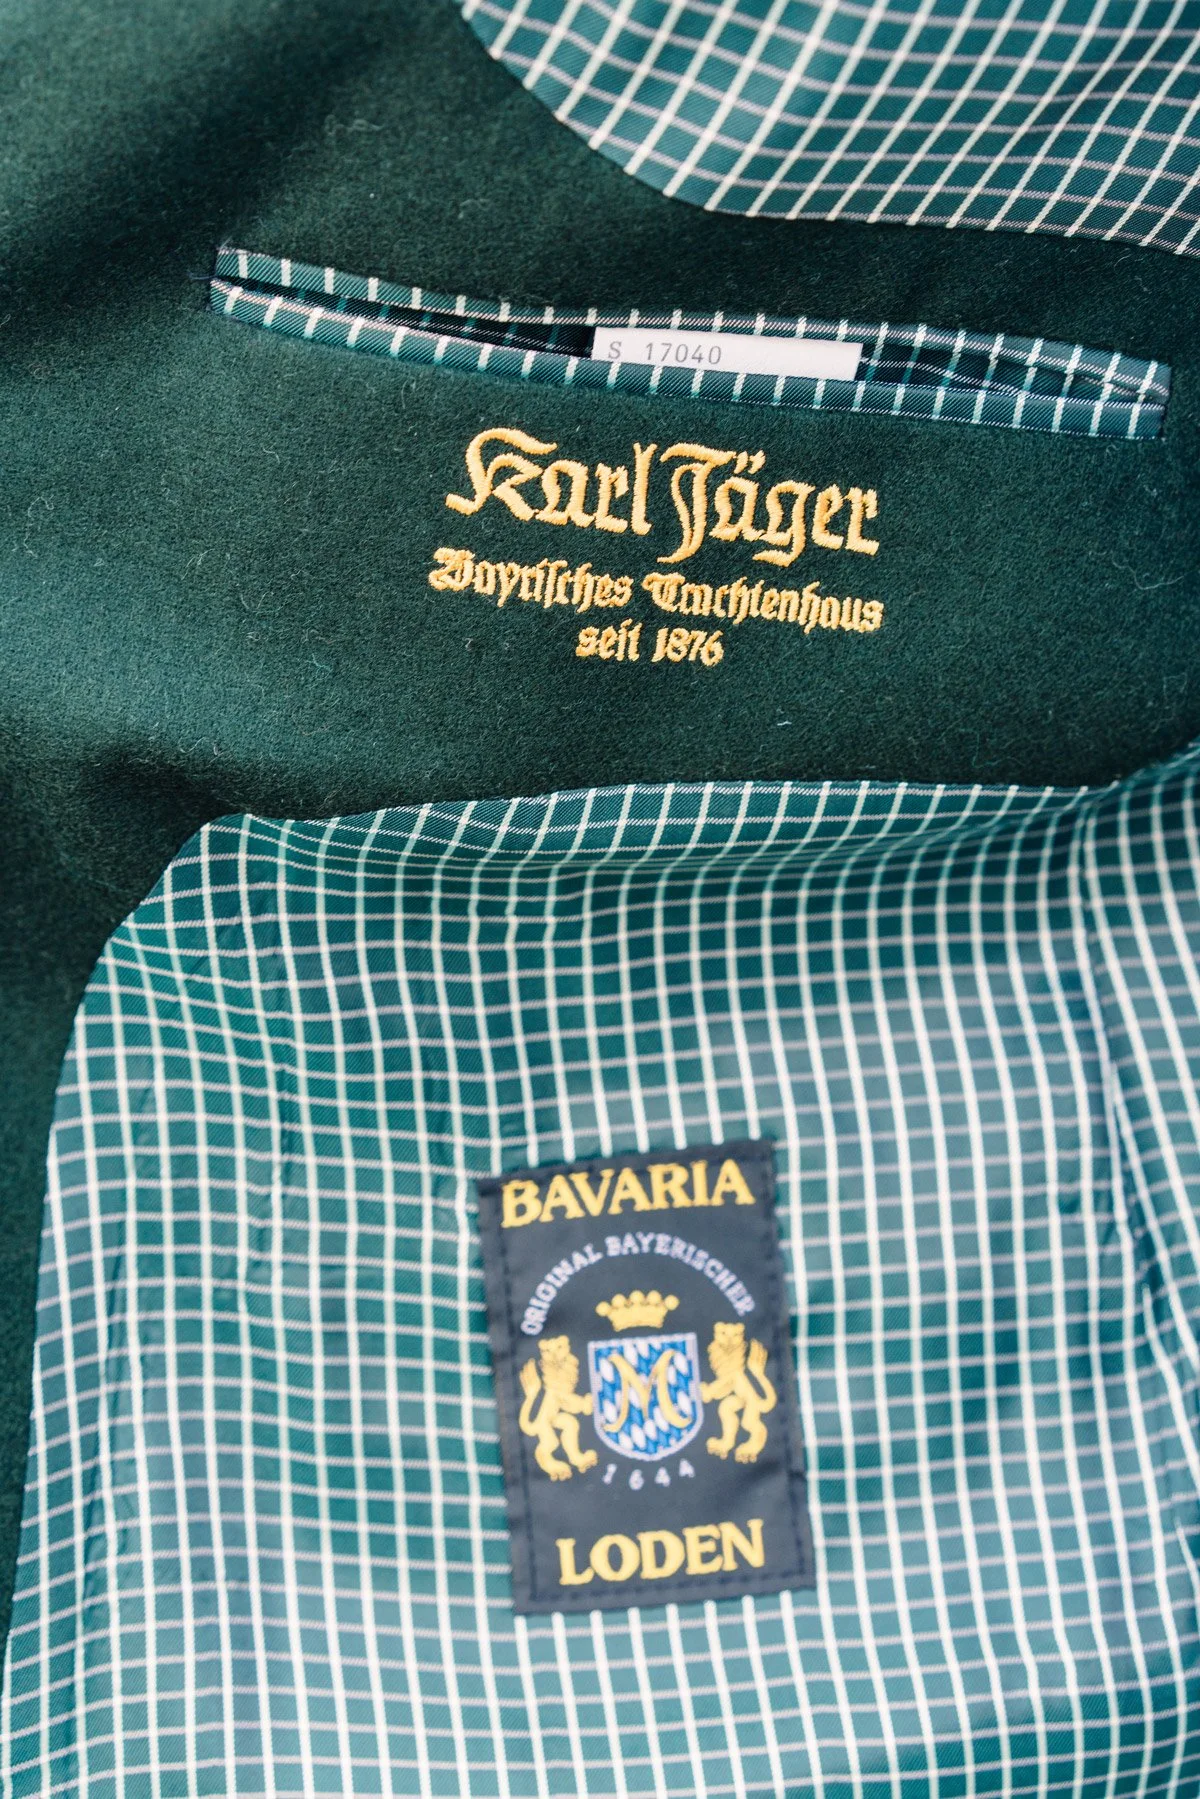 S 17040
Karl Jäger
Bayrisches Trachtenhaus
seit 1876
BAVARIA
ORIGINAL BAYERISCHER
M
1644
LODEN